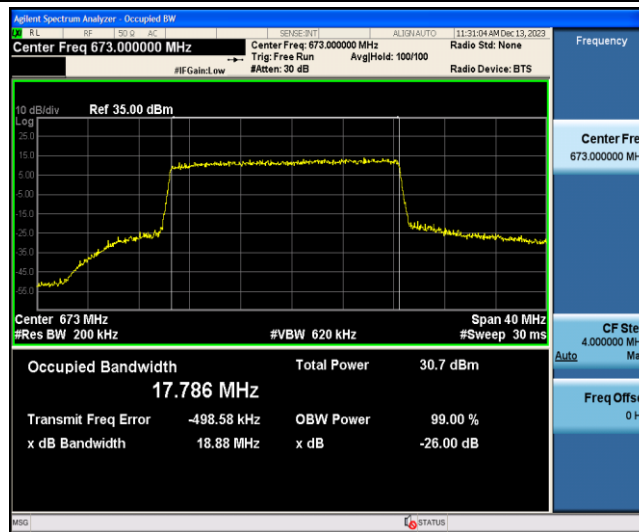 Agilent Spectrum Analyzer - Occupied BW
RL RF 50 Ω AC SENSE:INT ALIGN AUTO 11:31:04 AM Dec 13, 2023
Center Freq 673.000000 MHz Center Freq: 673.000000 MHz Radio Std: None
Trig: Free Run Avg|Hold: 100/100
#IFGain:Low #Atten: 30 dB Radio Device: BTS
10 dB/div Ref 35.00 dBm
Log
25.0
15.0
5.00
-5.00
-15.0
-25.0
-35.0
-45.0
-55.0
Center 673 MHz Span 40 MHz
#Res BW 200 kHz #VBW 620 kHz #Sweep 30 ms
Occupied Bandwidth Total Power 30.7 dBm
17.786 MHz
Transmit Freq Error -498.58 kHz OBW Power 99.00 %
x dB Bandwidth 18.88 MHz x dB -26.00 dB
MSG STATUS
Frequency
Center Fre
673.000000 MH
CF Ste
4.000000 MH
Auto Ma
Freq Offse
0 H